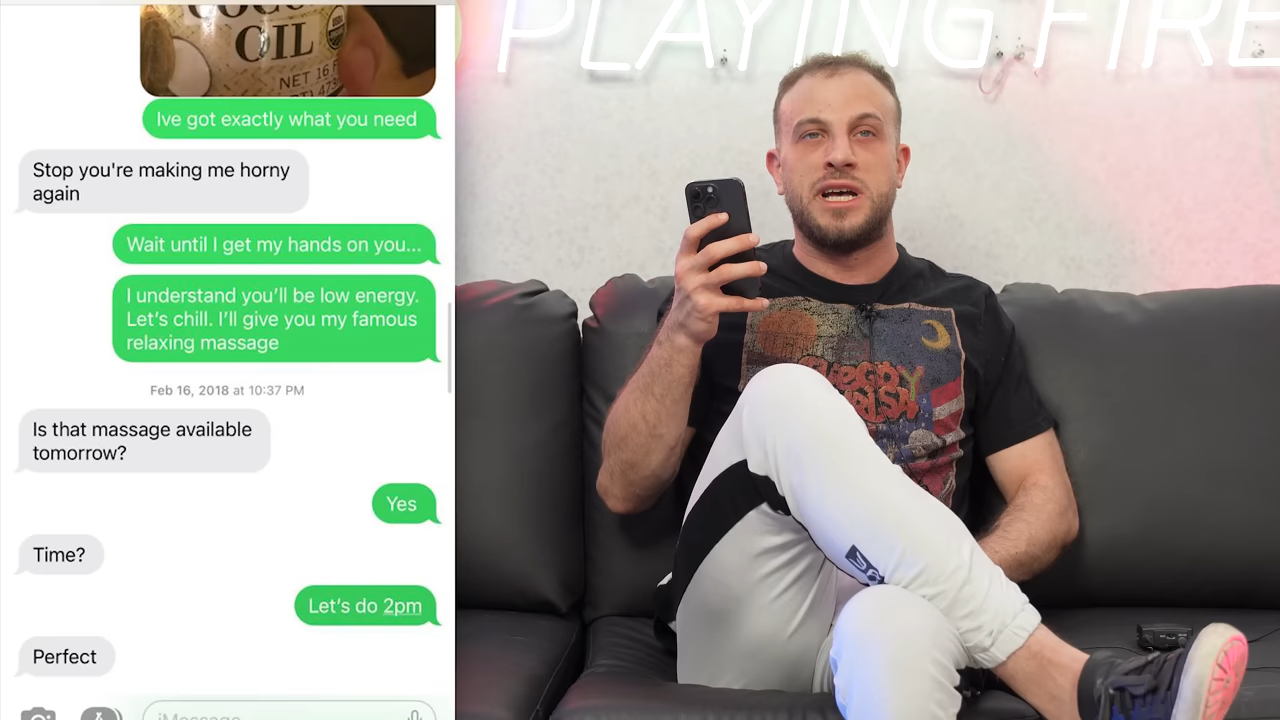 OIL
NET 16
Ive got exactly what you need
Stop you're making me horny
again
Wait until I get my hands on you...
I understand you'll be low energy.
Let's chill. I'll give you my famous
relaxing massage
Feb 16, 2018 at 10:37 PM
Is that massage available
tomorrow?
Yes
Time?
Let's do 2pm
Perfect
iMessage
PLAYING FIRE